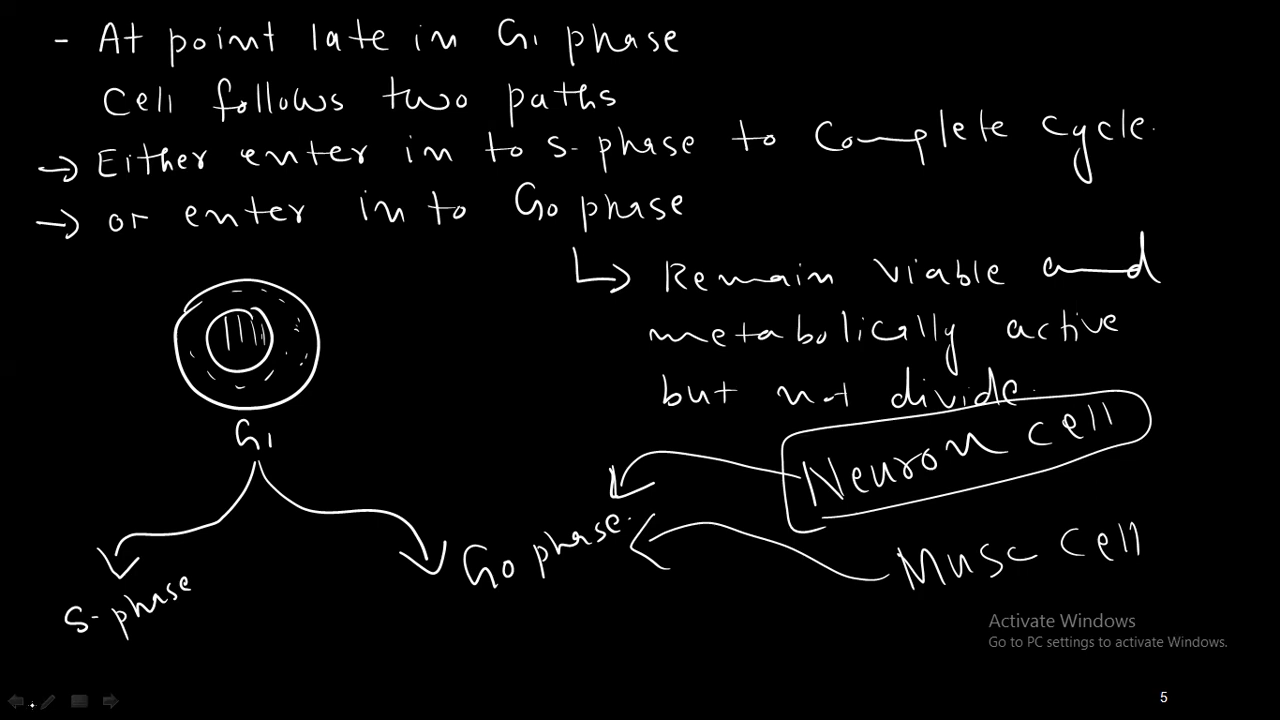 - At point late in G1 phase
Cell follows two paths
→ Either enter in to S-phase to Complete cycle.
→ or enter in to G0 phase
↳ Remain viable and
metabolically active
but not divide.
Neuron cell
G1
G0 phase.
Musc cell
S-phase
Activate Windows
Go to PC settings to activate Windows.
5